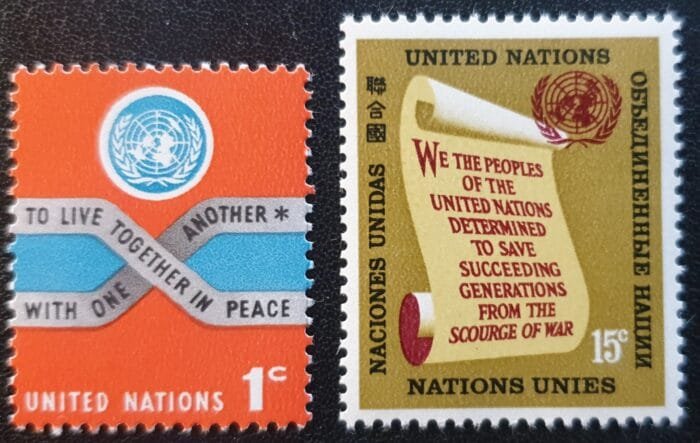 TO LIVE TOGETHER IN PEACE
WITH ONE ANOTHER *
UNITED NATIONS 1c
UNITED NATIONS
聯合國
NACIONES UNIDAS
WE THE PEOPLES
OF THE
UNITED NATIONS
DETERMINED
TO SAVE
SUCCEEDING
GENERATIONS
FROM THE
SCOURGE OF WAR
ОБЪЕДИНЕННЫЕ НАЦИИ
15c
NATIONS UNIES